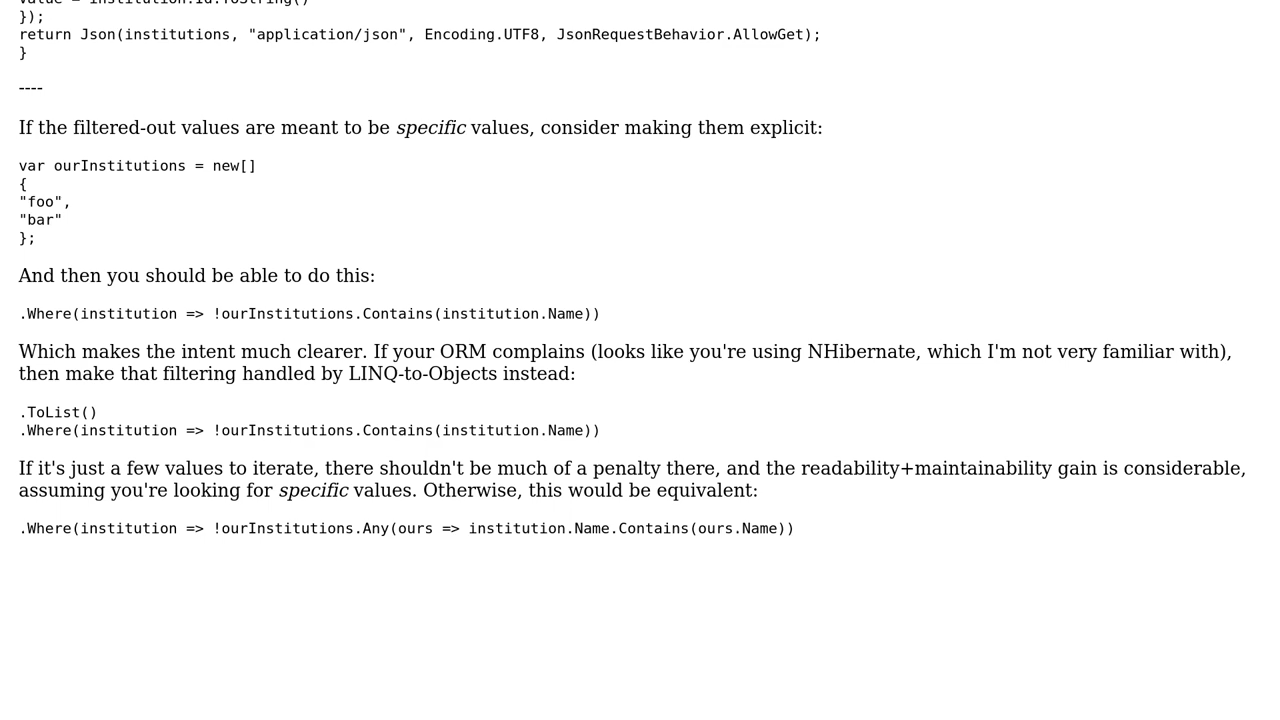 value = institution.Id.ToString()
});
return Json(institutions, "application/json", Encoding.UTF8, JsonRequestBehavior.AllowGet);
}
----
If the filtered-out values are meant to be specific values, consider making them explicit:
var ourInstitutions = new[]
{
"foo",
"bar"
};
And then you should be able to do this:
.Where(institution => !ourInstitutions.Contains(institution.Name))
Which makes the intent much clearer. If your ORM complains (looks like you're using NHibernate, which I'm not very familiar with),
then make that filtering handled by LINQ-to-Objects instead:
.ToList()
.Where(institution => !ourInstitutions.Contains(institution.Name))
If it's just a few values to iterate, there shouldn't be much of a penalty there, and the readability+maintainability gain is considerable,
assuming you're looking for specific values. Otherwise, this would be equivalent:
.Where(institution => !ourInstitutions.Any(ours => institution.Name.Contains(ours.Name))